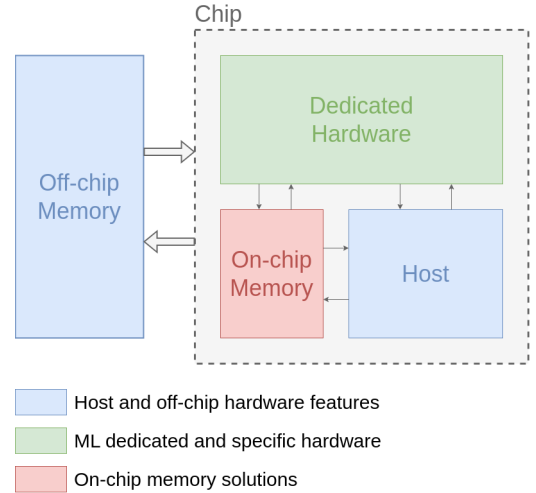 Chip
Dedicated
Hardware
Off-chip
Memory
On-chip
Memory
Host
Host and off-chip hardware features
ML dedicated and specific hardware
On-chip memory solutions